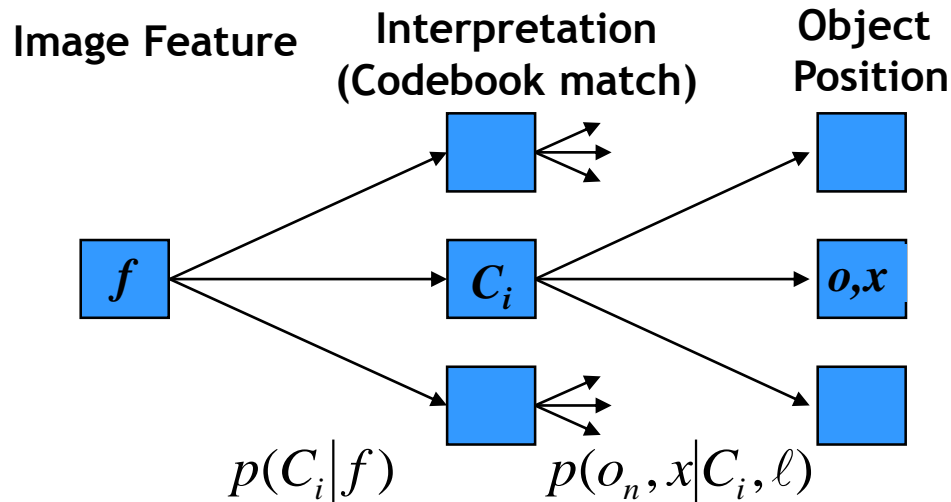 Image Feature
Interpretation
(Codebook match)
Object
Position
f
C_i
o,x
p(C_i|f)
p(o_n, x|C_i, ℓ)